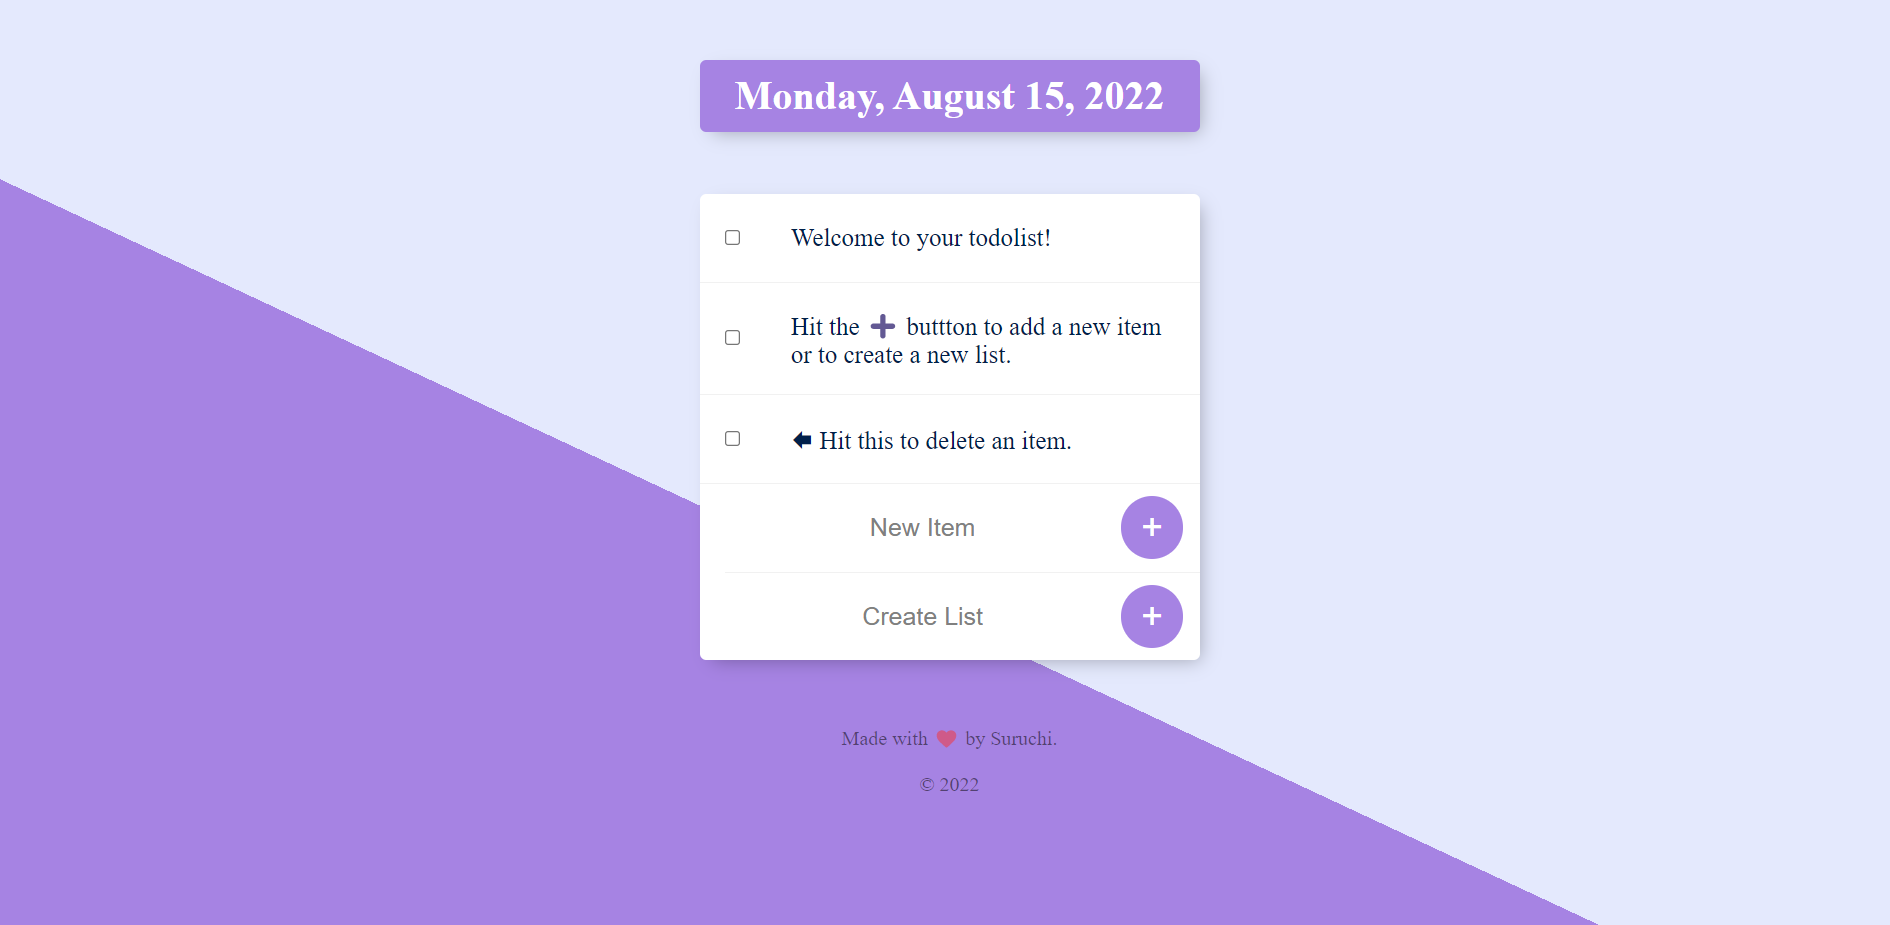 Monday, August 15, 2022
Welcome to your todolist!
Hit the ➕ buttton to add a new item
or to create a new list.
🡄 Hit this to delete an item.
New Item
+
Create List
+
Made with ❤ by Suruchi.
© 2022